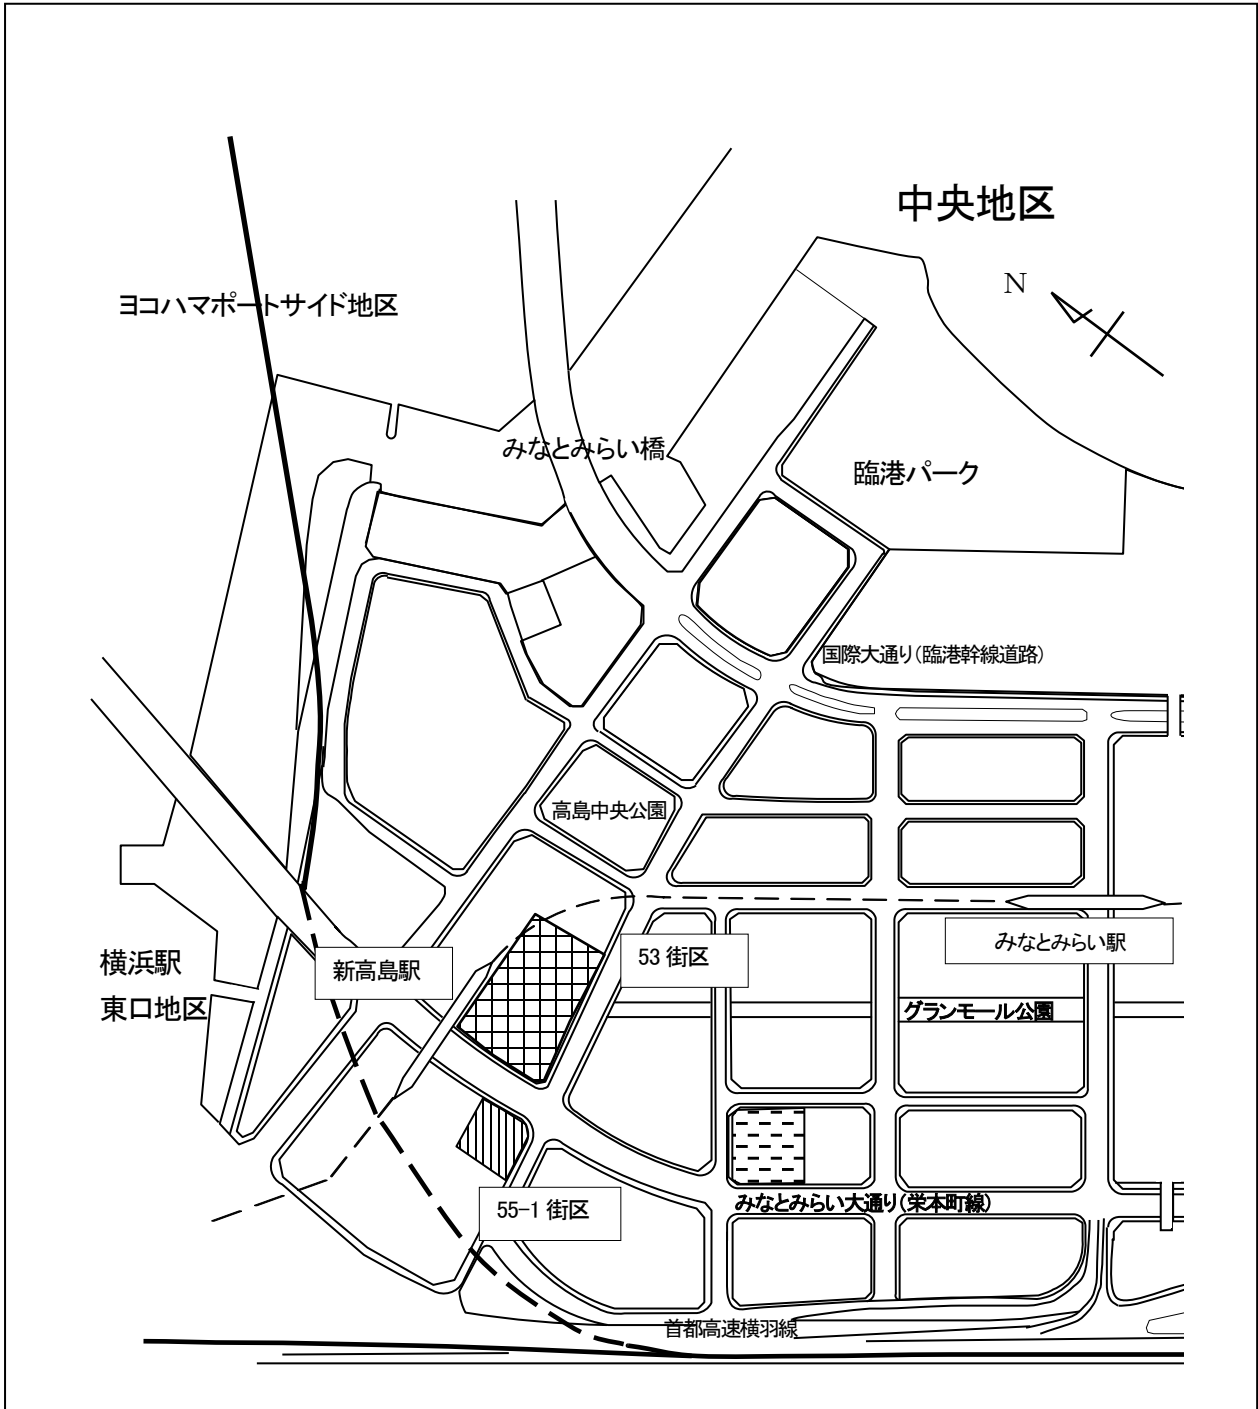 中央地区
N
ヨコハマポートサイド地区
みなとみらい橋
臨港パーク
国際大通り(臨港幹線道路)
高島中央公園
みなとみらい駅
53 街区
新高島駅
横浜駅
東口地区
グランモール公園
みなとみらい大通り(栄本町線)
55-1 街区
首都高速横羽線